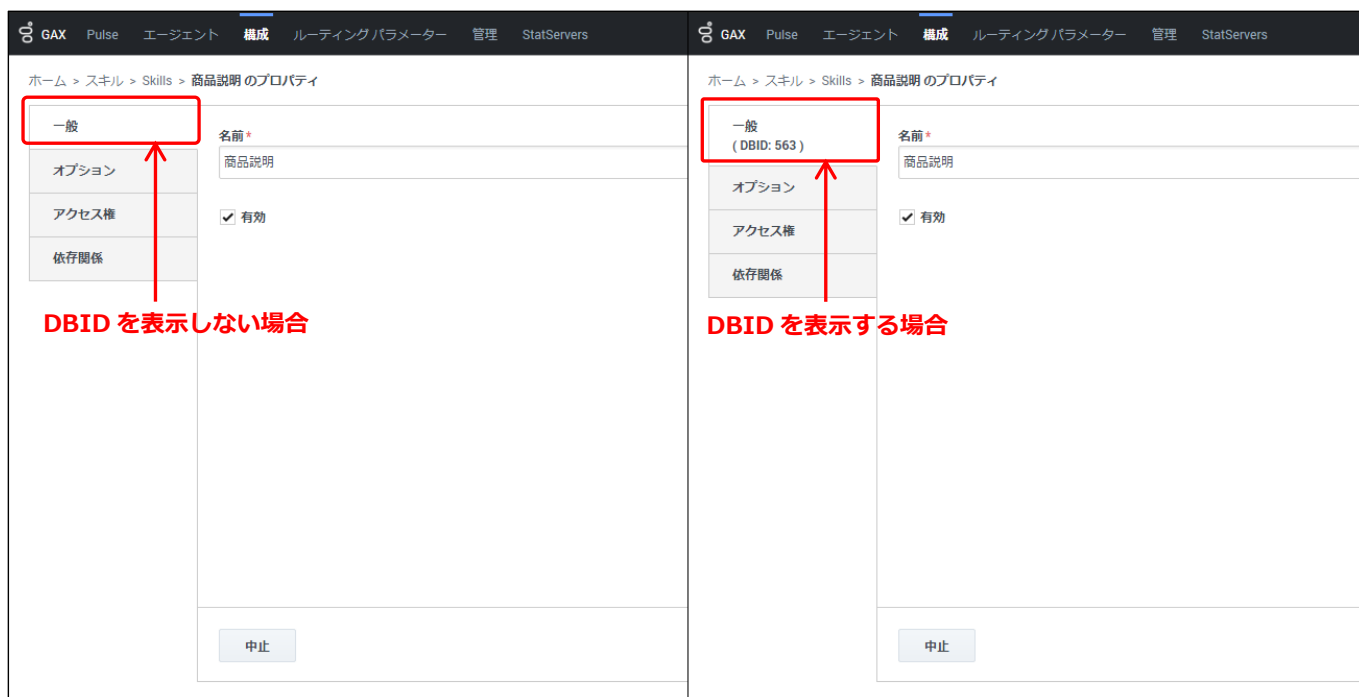 GAX Pulse エージェント 構成 ルーティングパラメーター 管理 StatServers
ホーム > スキル > Skills > 商品説明 のプロパティ
一般
オプション
アクセス権
依存関係
名前*
商品説明
有効
DBID を表示しない場合
中止
GAX Pulse エージェント 構成 ルーティングパラメーター 管理 StatServers
ホーム > スキル > Skills > 商品説明 のプロパティ
一般
( DBID: 563 )
オプション
アクセス権
依存関係
名前*
商品説明
有効
DBID を表示する場合
中止